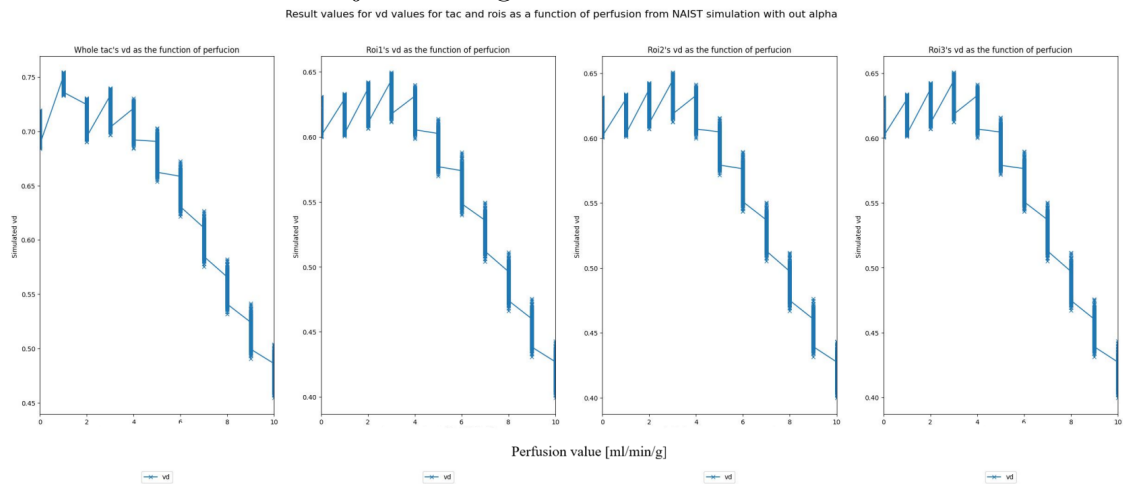 Result values for vd values for tac and rois as a function of perfusion from NAIST simulation with out alpha
Whole tac's vd as the function of perfucion
Roi1's vd as the function of perfucion
Roi2's vd as the function of perfucion
Roi3's vd as the function of perfucion
Simulated vd
0.75
0.70
0.65
0.60
0.55
0.50
0.45
0 2 4 6 8 10
Simulated vd
0.65
0.60
0.55
0.50
0.45
0.40
0 2 4 6 8 10
Simulated vd
0.65
0.60
0.55
0.50
0.45
0.40
0 2 4 6 8 10
Simulated vd
0.65
0.60
0.55
0.50
0.45
0.40
0 2 4 6 8 10
Perfusion value [ml/min/g]
vd
vd
vd
vd